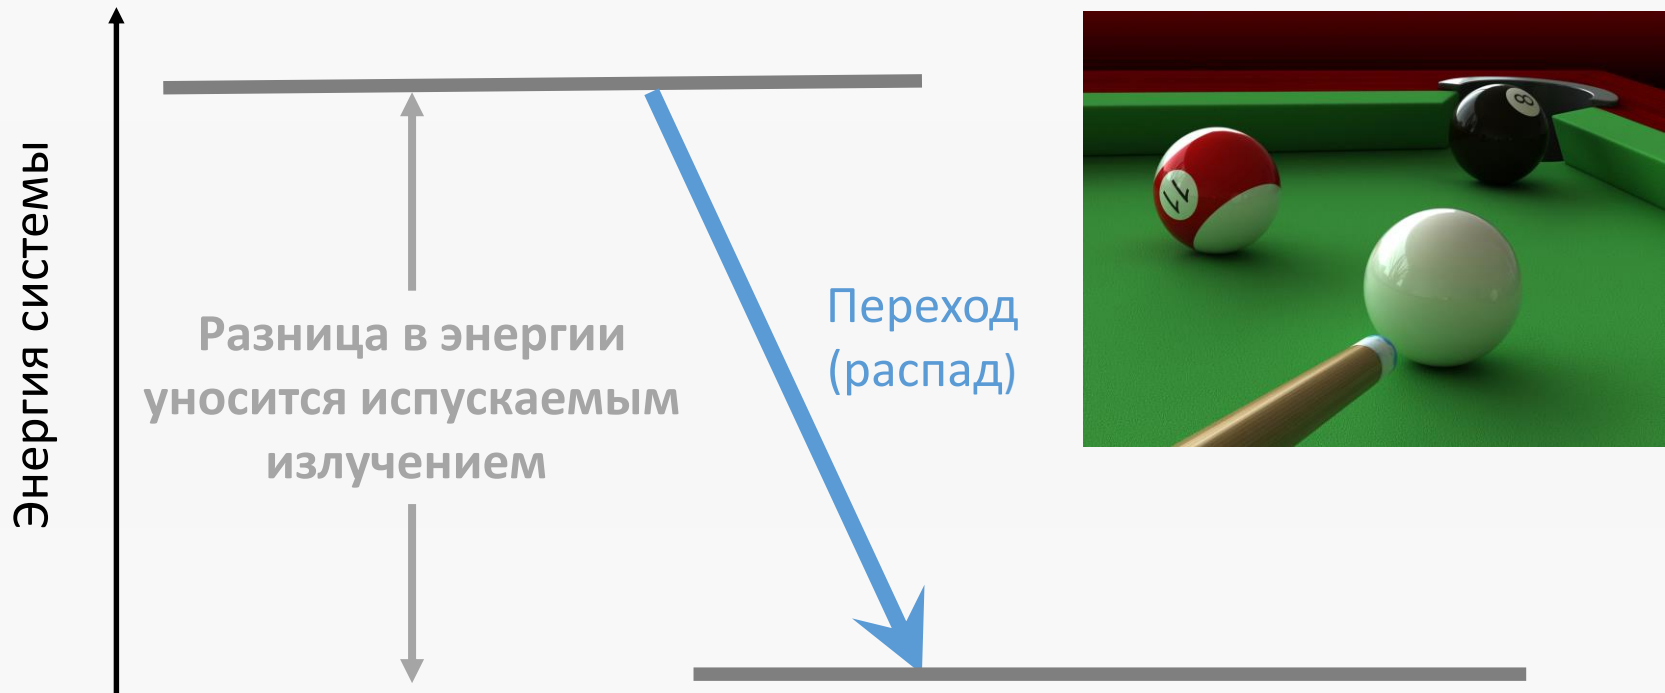 Энергия системы
Разница в энергии
уносится испускаемым
излучением
Переход
(распад)
11
8